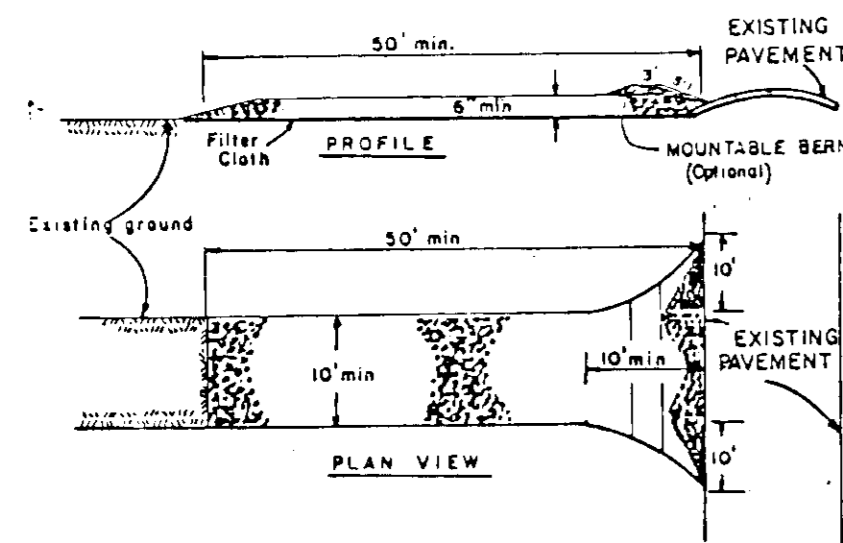 50' min.
EXISTING
PAVEMENT
3'
6" min
Filter
Cloth
PROFILE
MOUNTABLE BERM
(Optional)
Existing ground
50' min
10'
10' min
10' min
EXISTING
PAVEMENT
10'
PLAN VIEW